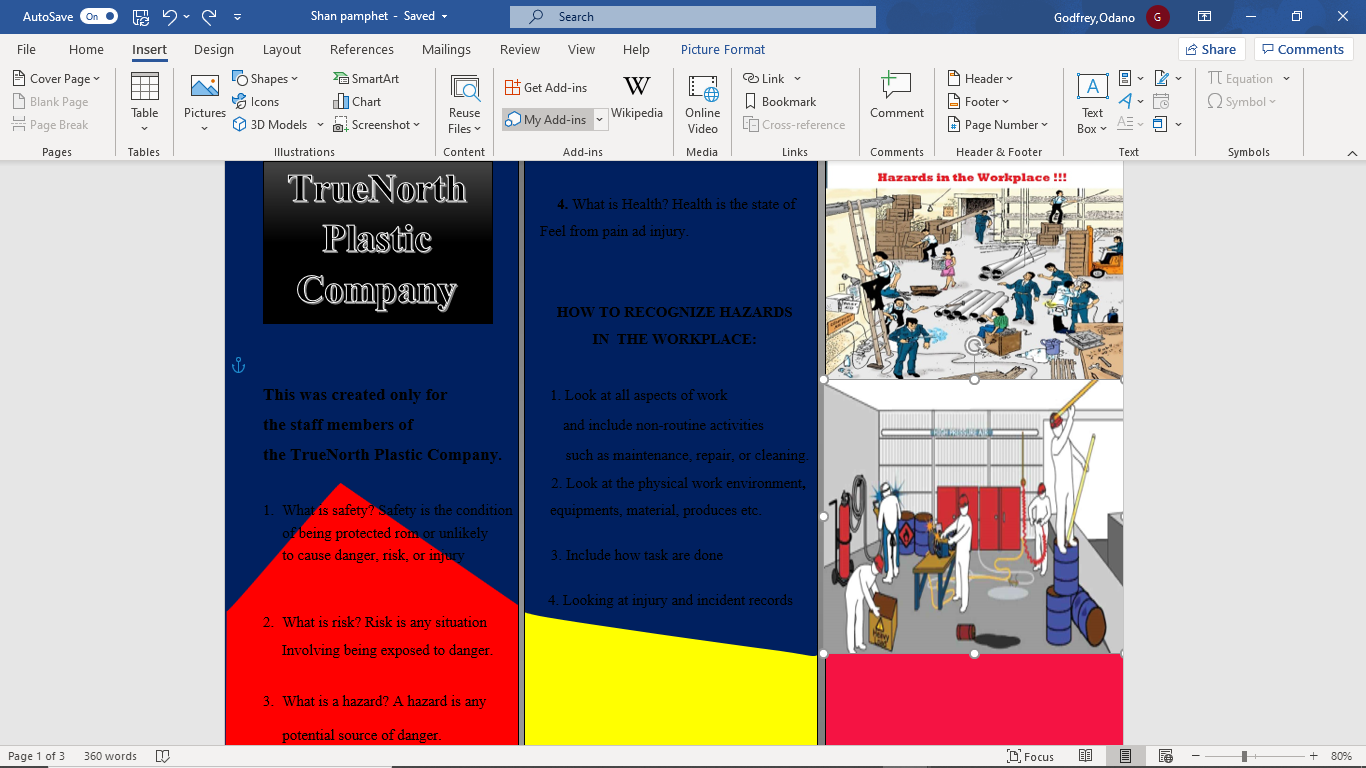 AutoSave On Shan pamphet - Saved Search Godfrey,Odano G
File Home Insert Design Layout References Mailings Review View Help Picture Format Share Comments
Cover Page
Blank Page
Page Break
Pages
Table
Tables
Pictures
Shapes
Icons
3D Models
SmartArt
Chart
Screenshot
Illustrations
Reuse
Files
Content
Get Add-ins
My Add-ins
Wikipedia
Add-ins
Online
Video
Media
Link
Bookmark
Cross-reference
Links
Comment
Comments
Header
Footer
Page Number
Header & Footer
Text
Box
Text
Equation
Symbol
Symbols
TrueNorth
Plastic
Company
This was created only for
the staff members of
the TrueNorth Plastic Company.
1. What is safety? Safety is the condition
of being protected rom or unlikely
to cause danger, risk, or injury
2. What is risk? Risk is any situation
Involving being exposed to danger.
3. What is a hazard? A hazard is any
potential source of danger.
4. What is Health? Health is the state of
Feel from pain ad injury.
HOW TO RECOGNIZE HAZARDS
IN THE WORKPLACE:
1. Look at all aspects of work
and include non-routine activities
such as maintenance, repair, or cleaning.
2. Look at the physical work environment,
equipments, material, produces etc.
3. Include how task are done
4. Looking at injury and incident records
Hazards in the Workplace !!!
HIGH PRESSURE AIR
HEAVY
Page 1 of 3 360 words Focus 80%